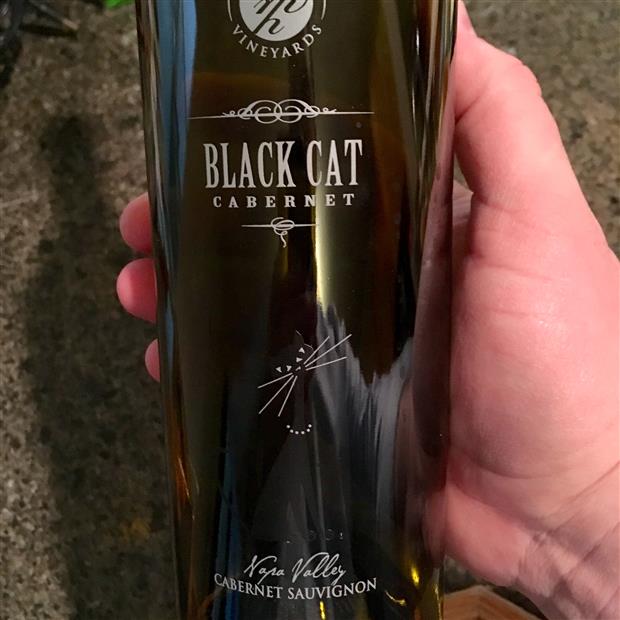 VINEYARDS
BLACK CAT
CABERNET
Napa Valley
CABERNET SAUVIGNON